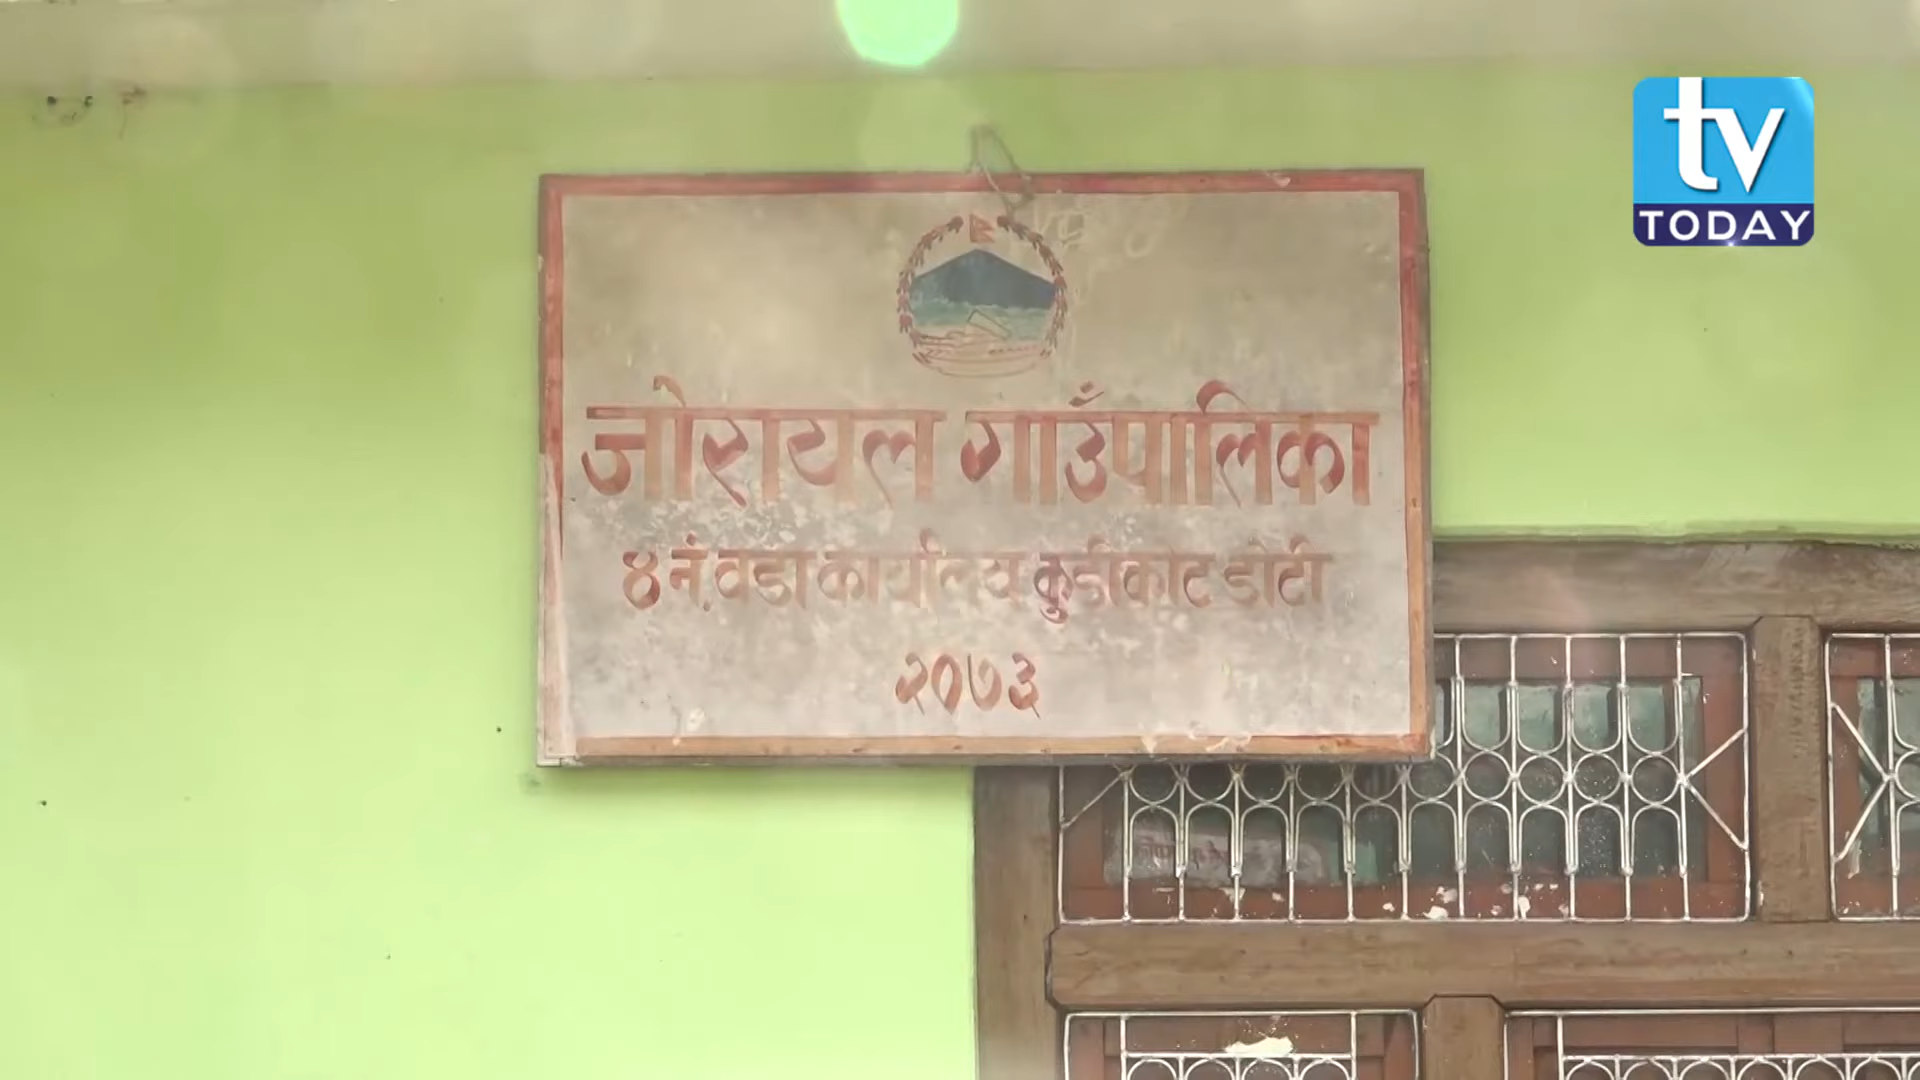 tv
TODAY
जोरायल गाउँपालिका
४ नं. वडा कार्यालय कुडीकोट डोटी
२०७३